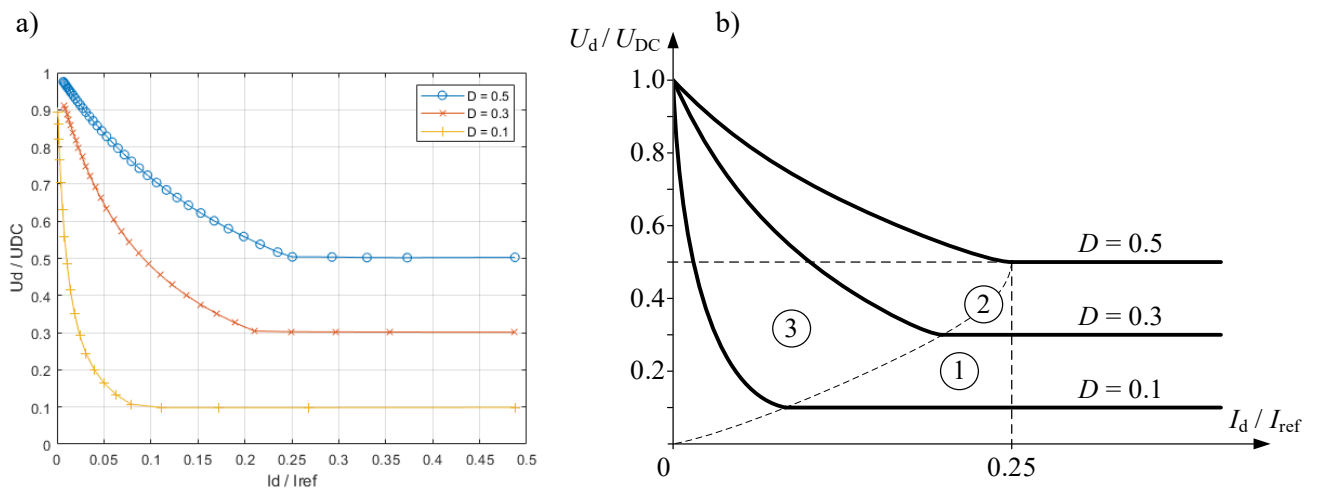 a)
Ud / UDC
1
0.9
0.8
0.7
0.6
0.5
0.4
0.3
0.2
0.1
0
D = 0.5
D = 0.3
D = 0.1
0 0.05 0.1 0.15 0.2 0.25 0.3 0.35 0.4 0.45 0.5
Id / Iref
b)
Ud / UDC
1.0
0.8
0.6
0.4
0.2
D = 0.5
D = 0.3
D = 0.1
2
3
1
Id / Iref
0 0.25